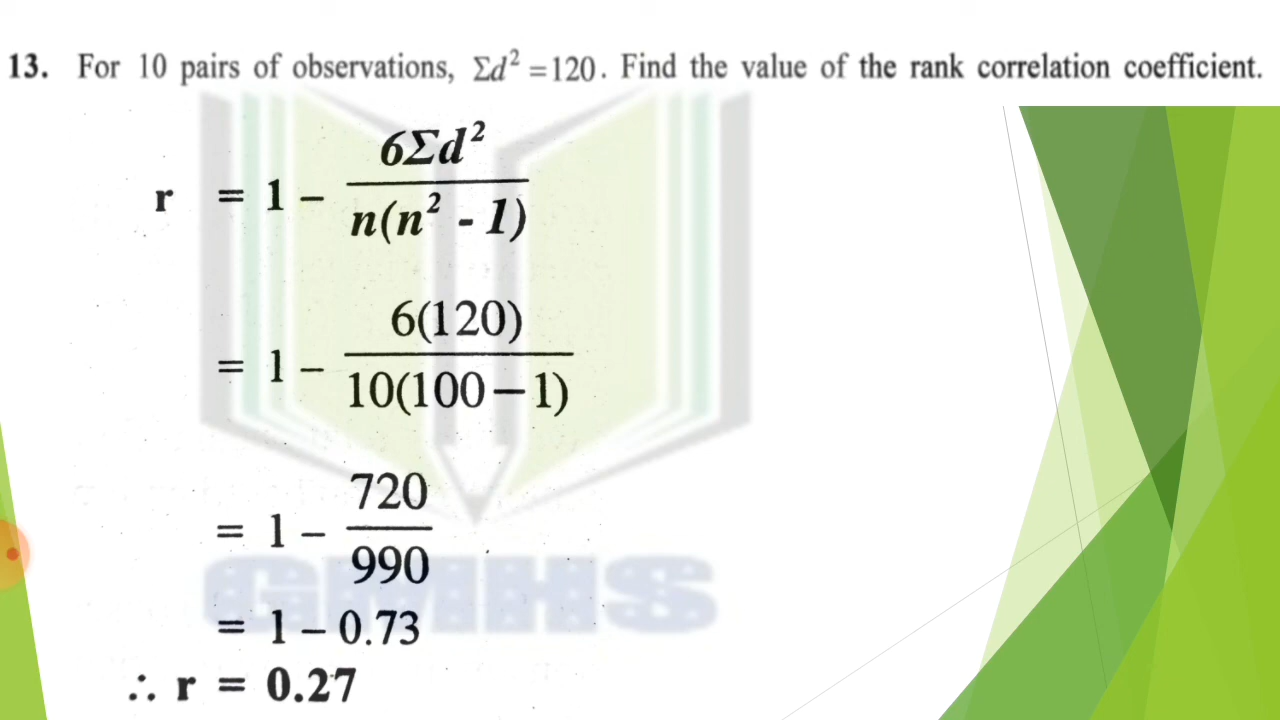 13. For 10 pairs of observations, Σd² = 120. Find the value of the rank correlation coefficient.
r = 1 – 6Σd² / n(n² - 1)
= 1 – 6(120) / 10(100 – 1)
= 1 – 720 / 990
= 1 – 0.73
∴ r = 0.27
GMHS